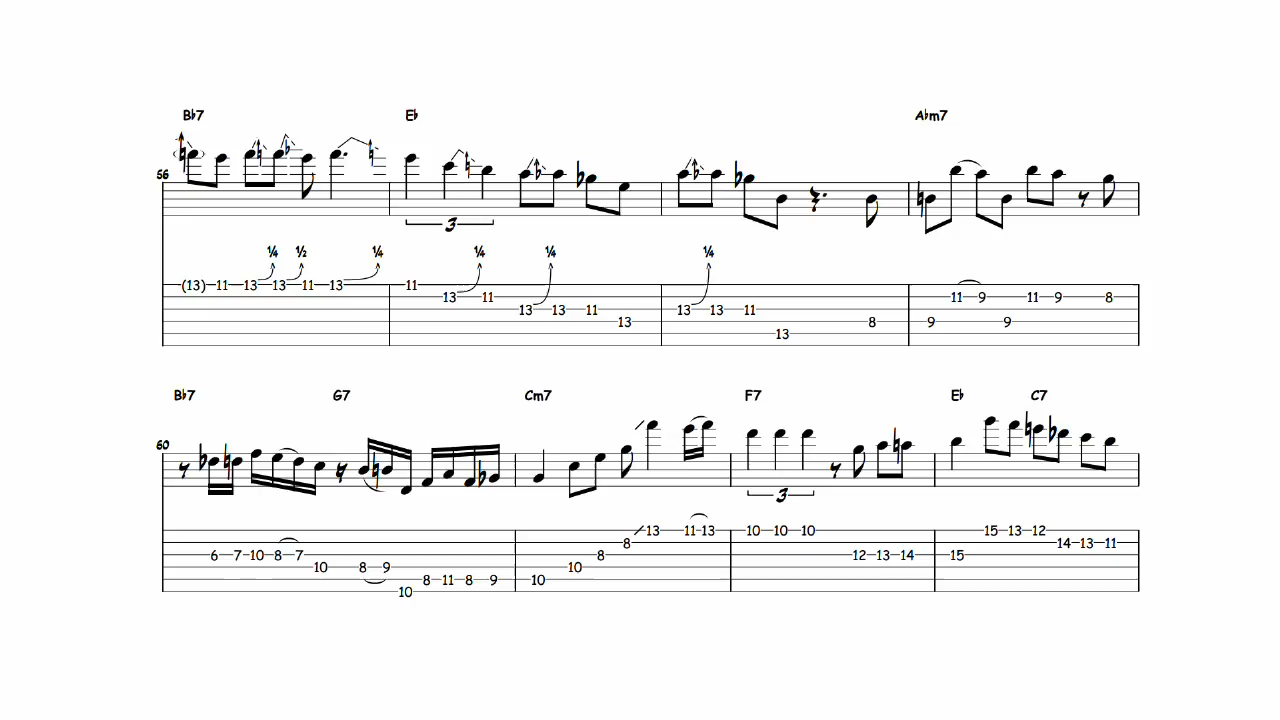 B♭7 E♭ A♭m7
56
3
¼ ½ ¼ ¼ ¼ ¼
(13) 11 13 13 11 13 11 13 11 13 13 11 13 13 13 11 13 8 9 11 9 9 11 9 8
B♭7 G7 Cm7 F7 E♭ C7
60
3
6 7 10 8 7 10 8 9 10 8 11 8 9 10 10 8 8 13 11 13 10 10 10 12 13 14 15 15 13 12 14 13 11